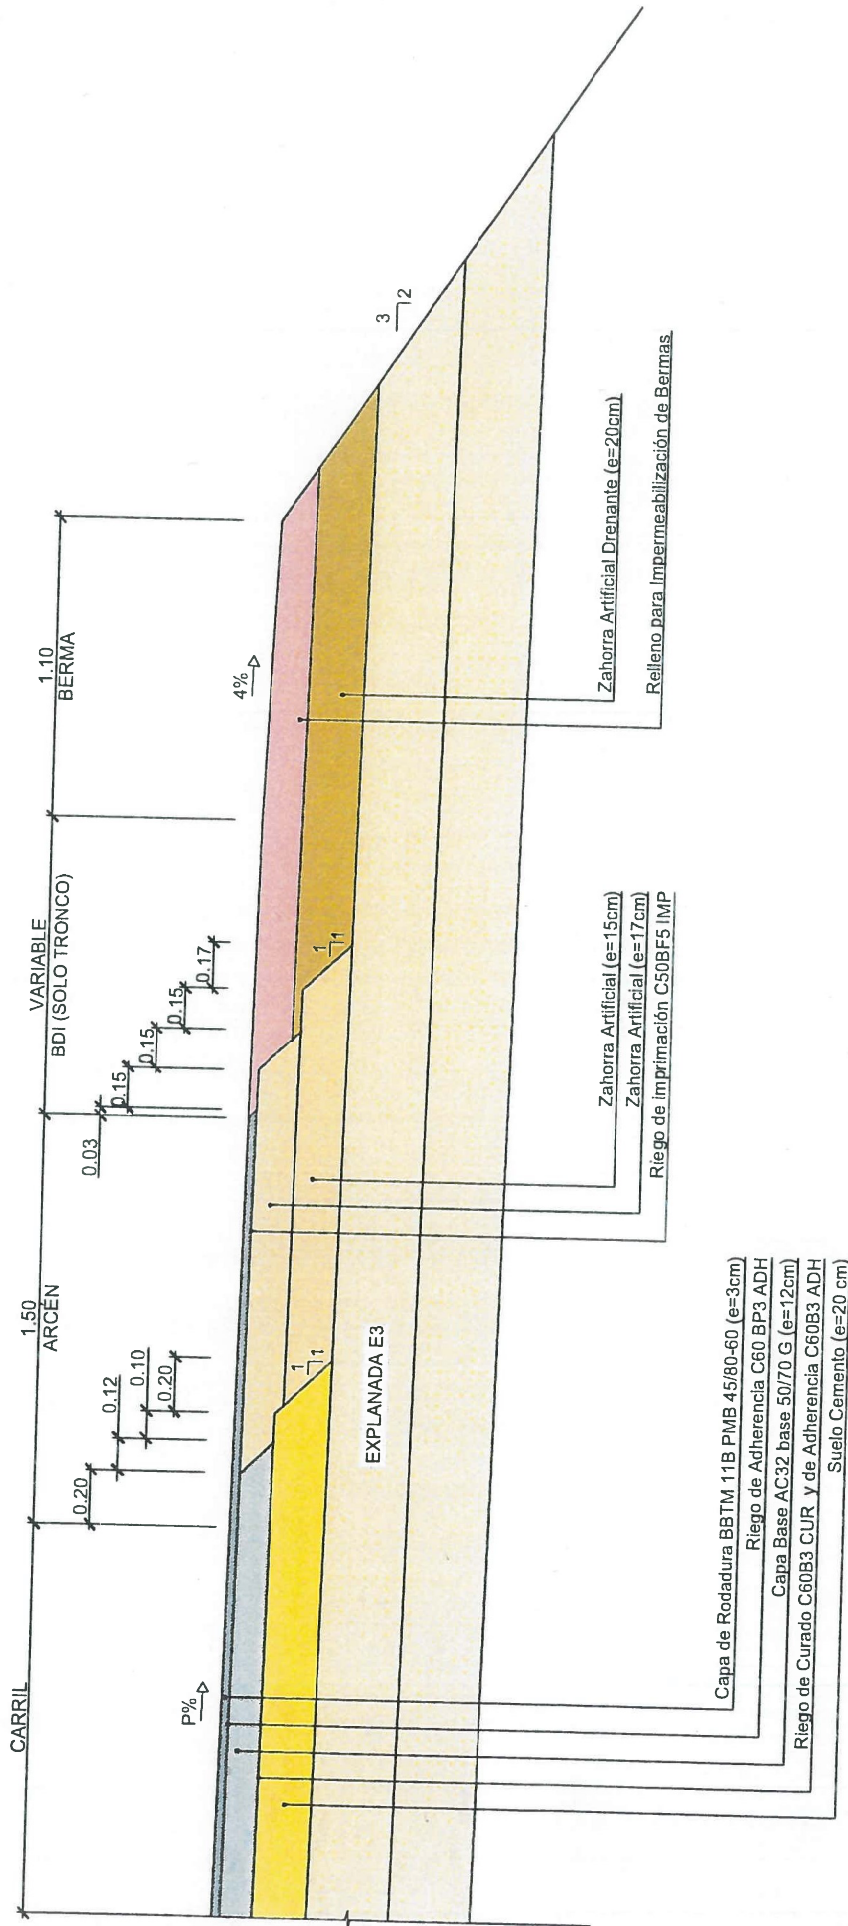 CARRIL
1.50
ARCÉN
VARIABLE
BDI (SOLO TRONCO)
1.10
BERMA
0.20
0.12
0.10
0.20
0.03
0.15
0.15
0.15
0.17
P%
4%
3
2
1
1
1
1
EXPLANADA E3
Capa de Rodadura BBTM 11B PMB 45/80-60 (e=3cm)
Riego de Adherencia C60 BP3 ADH
Capa Base AC32 base 50/70 G (e=12cm)
Riego de Curado C60B3 CUR y de Adherencia C60B3 ADH
Suelo Cemento (e=20 cm)
Zahorra Artificial (e=15cm)
Zahorra Artificial (e=17cm)
Riego de imprimación C50BF5 IMP
Zahorra Artificial Drenante (e=20cm)
Relleno para Impermeabilización de Bermas